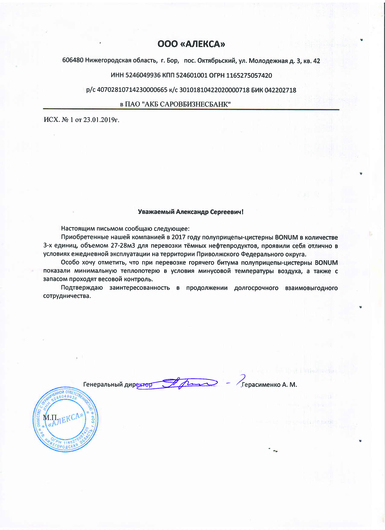 ООО «АЛЕКСА»
606480 Нижегородская область, г. Бор, пос. Октябрьский, ул. Молодежная д. 3, кв. 42
ИНН 5246049936 КПП 524601001 ОГРН 1165275057420
р/с 40702810714230000665 к/с 30101810422020000718 БИК 042202718
в ПАО "АКБ САРОВБИЗНЕСБАНК"
ИСХ. № 1 от 23.01.2019г.
Уважаемый Александр Сергеевич!
Настоящим письмом сообщаю следующее:
Приобретенные нашей компанией в 2017 году полуприцепы-цистерны BONUM в количестве
3-х единиц, объемом 27-28м3 для перевозки тёмных нефтепродуктов, проявили себя отлично в
условиях ежедневной эксплуатации на территории Приволжского Федерального округа.
Особо хочу отметить, что при перевозке горячего битума полуприцепы-цистерны BONUM
показали минимальную теплопотерю в условия минусовой температуры воздуха, а также с
запасом проходят весовой контроль.
Подтверждаю заинтересованность в продолжении долгосрочного взаимовыгодного
сотрудничества.
Генеральный директор Герасименко А. М.
М.П.
«АЛЕКСА»